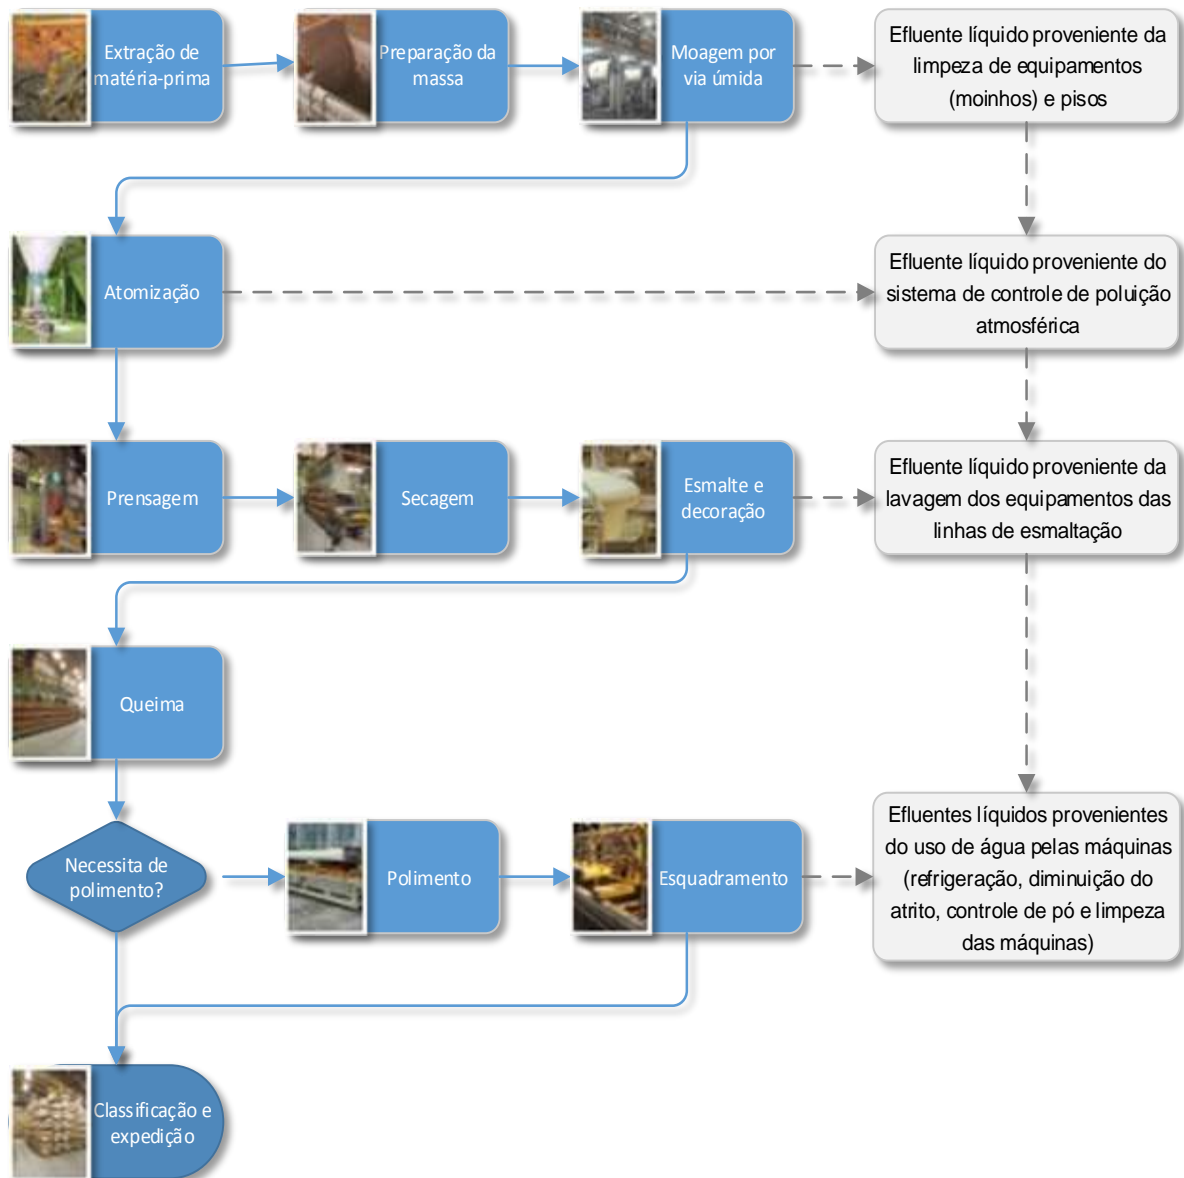 Extração de
matéria-prima
Preparação da
massa
Moagem por
via úmida
Efluente líquido proveniente da
limpeza de equipamentos
(moinhos) e pisos
Atomização
Efluente líquido proveniente do
sistema de controle de poluição
atmosférica
Prensagem
Secagem
Esmalte e
decoração
Efluente líquido proveniente da
lavagem dos equipamentos das
linhas de esmaltação
Queima
Necessita de
polimento?
Polimento
Esquadramento
Efluentes líquidos provenientes
do uso de água pelas máquinas
(refrigeração, diminuição do
atrito, controle de pó e limpeza
das máquinas)
Classificação e
expedição